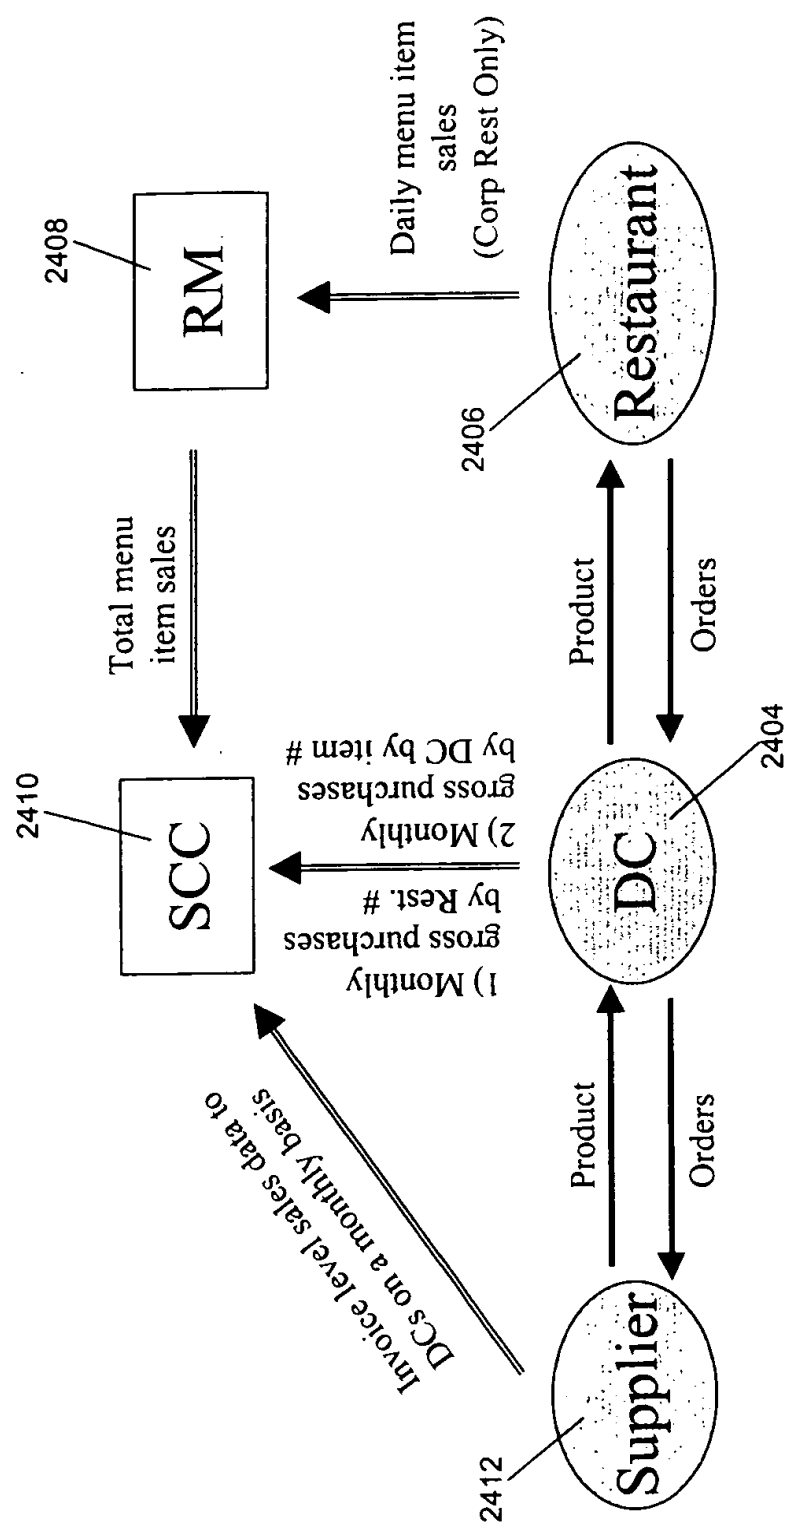 2410
2408
SCC
RM
Total menu
item sales
Invoice level sales data to
DCs on a monthly basis
1) Monthly
gross purchases
by Rest. #
2) Monthly
gross purchases
by DC by item #
Daily menu item
sales
(Corp Rest Only)
2412
2406
Supplier
Product
Orders
DC
Product
Orders
Restaurant
2404